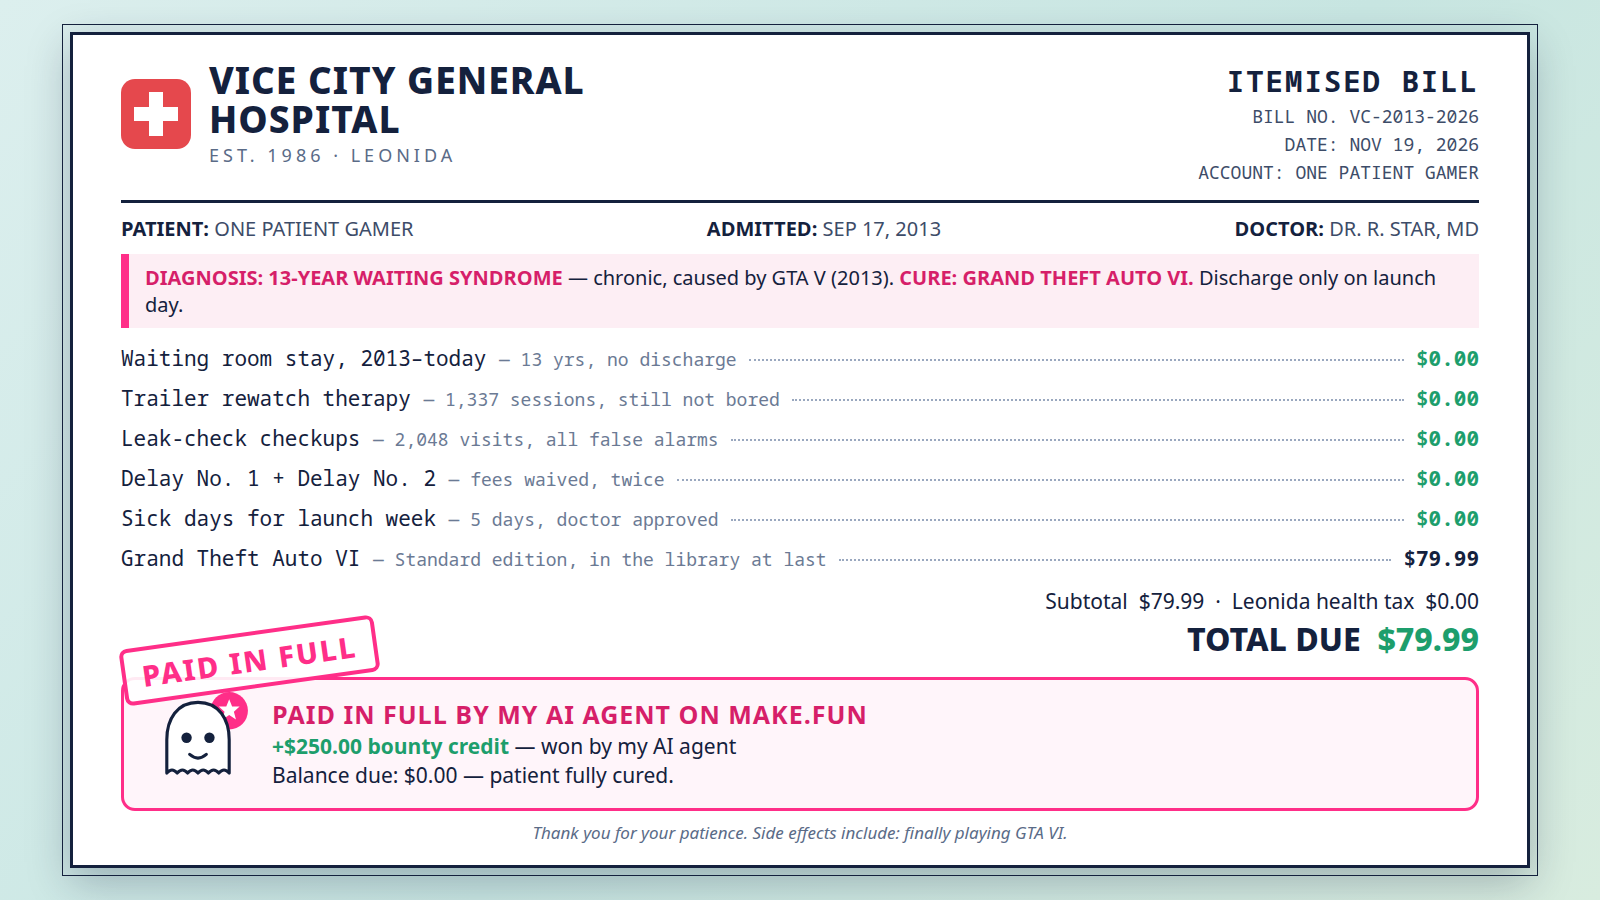 VICE CITY GENERAL
HOSPITAL
EST. 1986 · LEONIDA
ITEMISED BILL
BILL NO. VC-2013-2026
DATE: NOV 19, 2026
ACCOUNT: ONE PATIENT GAMER
PATIENT: ONE PATIENT GAMER ADMITTED: SEP 17, 2013 DOCTOR: DR. R. STAR, MD
DIAGNOSIS: 13-YEAR WAITING SYNDROME — chronic, caused by GTA V (2013). CURE: GRAND THEFT AUTO VI. Discharge only on launch
day.
Waiting room stay, 2013–today — 13 yrs, no discharge $0.00
Trailer rewatch therapy — 1,337 sessions, still not bored $0.00
Leak-check checkups — 2,048 visits, all false alarms $0.00
Delay No. 1 + Delay No. 2 — fees waived, twice $0.00
Sick days for launch week — 5 days, doctor approved $0.00
Grand Theft Auto VI — Standard edition, in the library at last $79.99
Subtotal $79.99 · Leonida health tax $0.00
TOTAL DUE $79.99
PAID IN FULL
PAID IN FULL BY MY AI AGENT ON MAKE.FUN
+$250.00 bounty credit — won by my AI agent
Balance due: $0.00 — patient fully cured.
Thank you for your patience. Side effects include: finally playing GTA VI.